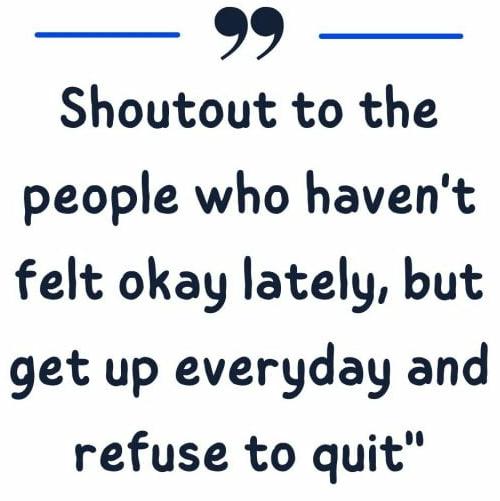 ”
Shoutout to the
people who haven't
felt okay lately, but
get up everyday and
refuse to quit"